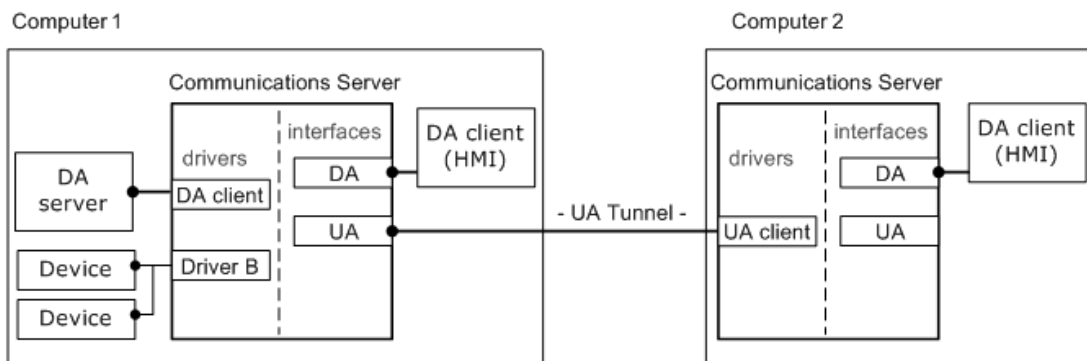 Computer 1
Computer 2
Communications Server
Communications Server
drivers
interfaces
DA client
(HMI)
DA
server
DA client
DA
UA
- UA Tunnel -
Device
Device
Driver B
drivers
interfaces
DA client
(HMI)
DA
UA client
UA